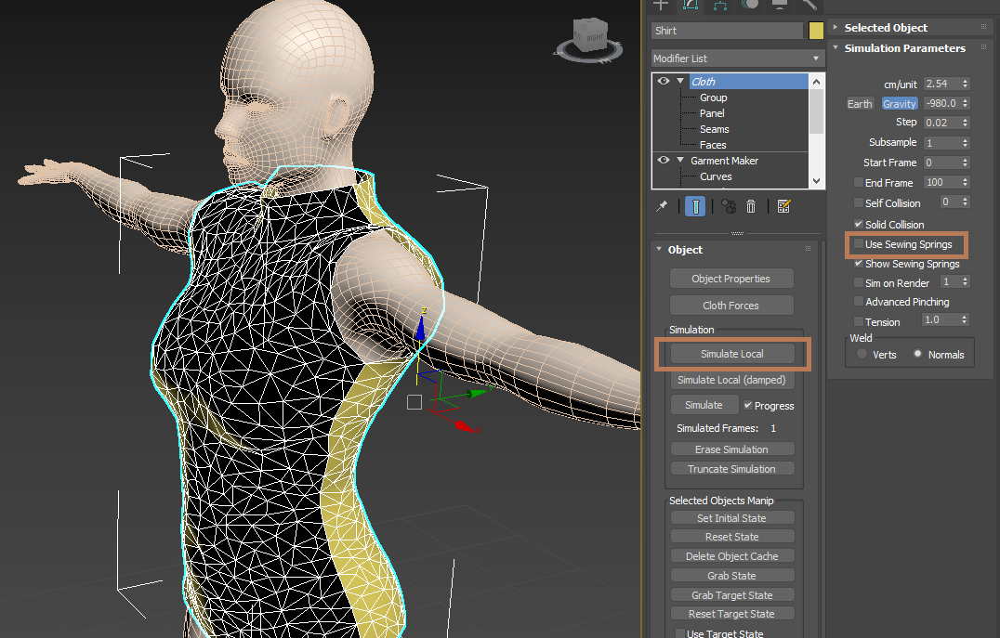 Shirt
Modifier List
Cloth
Group
Panel
Seams
Faces
Garment Maker
Curves
Object
Object Properties
Cloth Forces
Simulation
Simulate Local
Simulate Local (damped)
Simulate
Progress
Simulated Frames: 1
Erase Simulation
Truncate Simulation
Selected Objects Manip
Set Initial State
Reset State
Delete Object Cache
Grab State
Grab Target State
Reset Target State
Use Target State
Selected Object
Simulation Parameters
cm/unit 2.54
Earth Gravity -980.0
Step 0.02
Subsample 1
Start Frame 0
End Frame 100
Self Collision 0
Solid Collision
Use Sewing Springs
Show Sewing Springs
Sim on Render 1
Advanced Pinching
Tension 1.0
Weld
Verts Normals
RIGHT
z